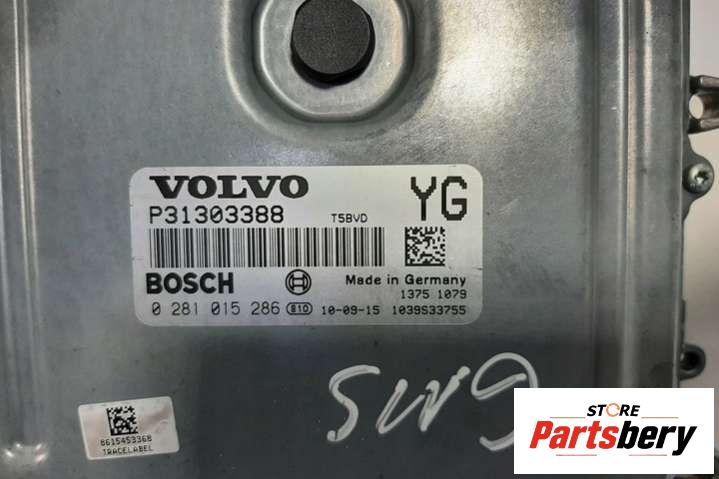 VOLVO
P31303388 T5BVD YG
BOSCH Made in Germany
1375 1079
0 281 015 286 810 10-09-15 1039S33755
8615453368
TRACELABEL
STORE
Partsbery